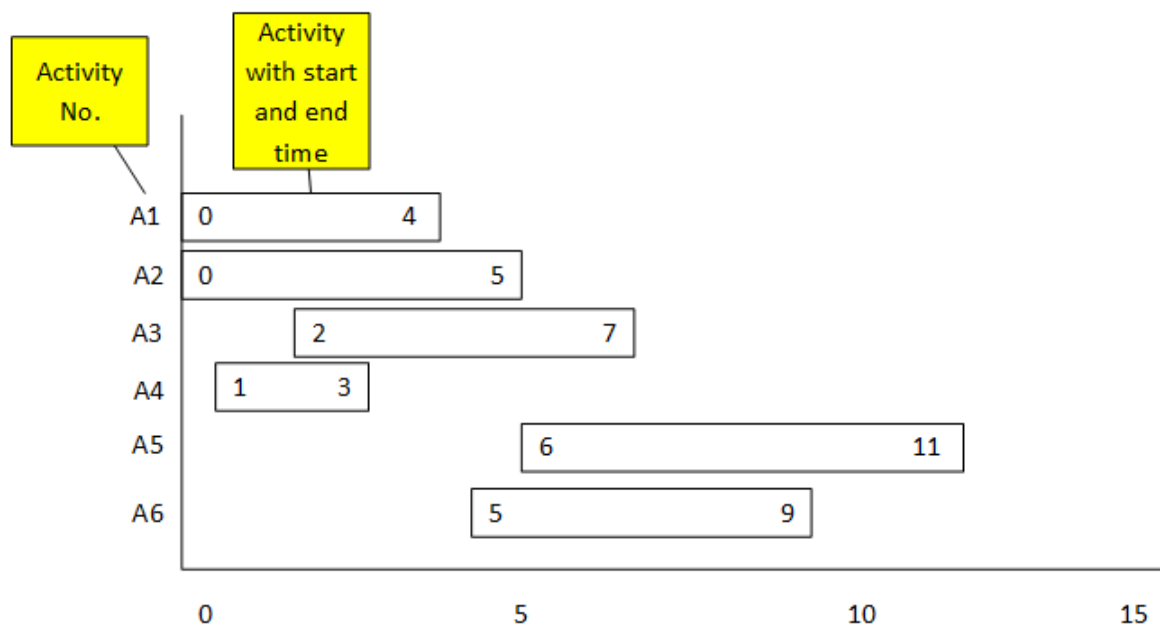 Activity
No.
Activity
with start
and end
time
A1 0 4
A2 0 5
A3 2 7
A4 1 3
A5 6 11
A6 5 9
0 5 10 15